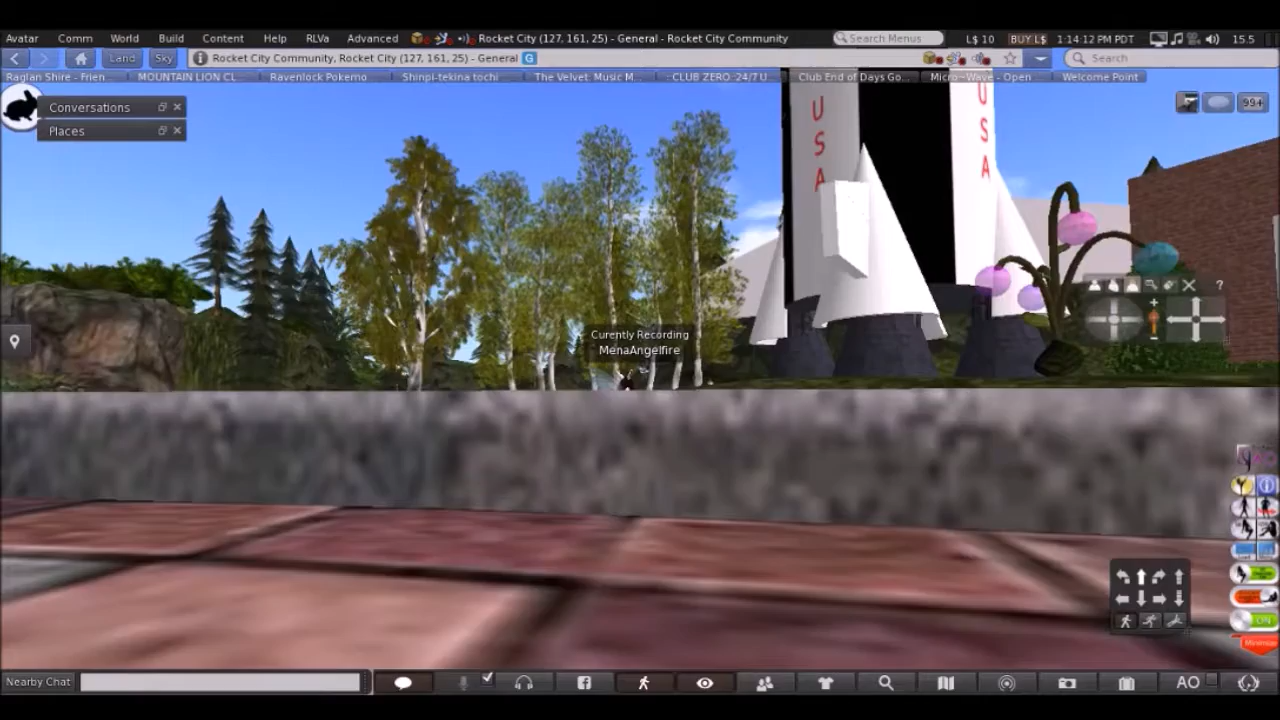 Avatar Comm World Build Content Help RLVa Advanced Rocket City Community, Rocket City (127, 161, 25) - General - Rocket City Community Search Menus L$ 10 BUY L$ 1:14:12 PM PDT 15.5
Land Sky Rocket City Community, Rocket City (127, 161, 25) - General G Search
Raglan Shire - Frien... MOUNTAIN LION CL... Ravenlock Pokemo... Shinpi-tekina tochi... The Velvet: Music M... ::CLUB ZERO :24/7 U... Club End of Days Go... Micro~Wave - Open ... Welcome Point
Conversations
99+
Places
USA
USA
?
Curently Recording
MenaAngelfire
ON
Minimize
Nearby Chat
AO